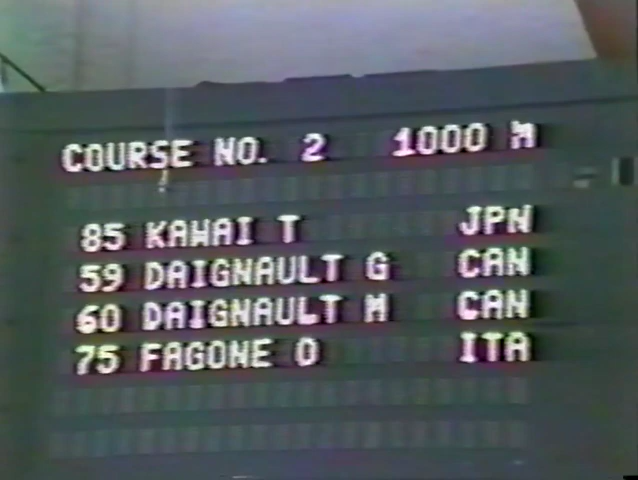 COURSE NO. 2 1000 M
85 KAWAI T JPN
59 DAIGNAULT G CAN
60 DAIGNAULT M CAN
75 FAGONE O ITA